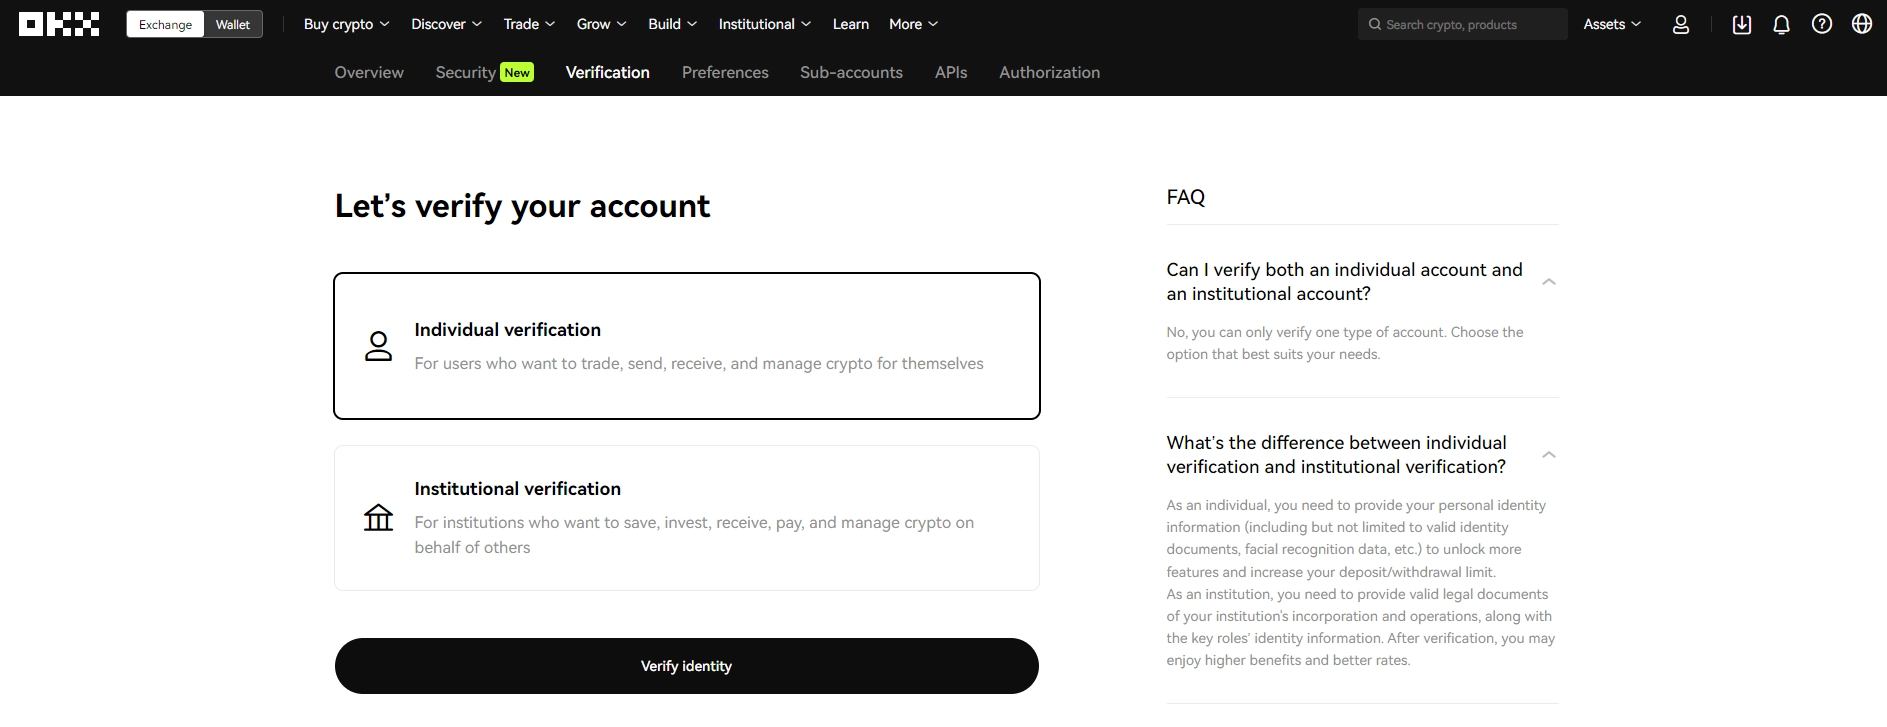 OKX
Exchange Wallet Buy crypto Discover Trade Grow Build Institutional Learn More Search crypto, products Assets
Overview Security New Verification Preferences Sub-accounts APIs Authorization
Let's verify your account
Individual verification
For users who want to trade, send, receive, and manage crypto for themselves
Institutional verification
For institutions who want to save, invest, receive, pay, and manage crypto on
behalf of others
Verify identity
FAQ
Can I verify both an individual account and
an institutional account?
No, you can only verify one type of account. Choose the
option that best suits your needs.
What's the difference between individual
verification and institutional verification?
As an individual, you need to provide your personal identity
information (including but not limited to valid identity
documents, facial recognition data, etc.) to unlock more
features and increase your deposit/withdrawal limit.
As an institution, you need to provide valid legal documents
of your institution's incorporation and operations, along with
the key roles' identity information. After verification, you may
enjoy higher benefits and better rates.